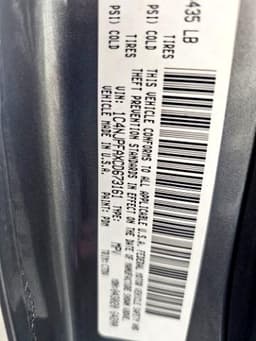 435 LB
TIRES
PSI) COLD
TIRES
PSI) COLD
THIS VEHICLE CONFORMS TO ALL APPLICABLE U.S.A. FEDERAL MOTOR VEHICLE SAFETY AND
THEFT PREVENTION STANDARDS IN EFFECT ON THE DATE OF MANUFACTURE SHOWN ABOVE.
VIN: 1C4NJPFAXCD673161 TYPE: MPV
VEHICLE MADE IN U.S.A.
PAINT: PDM